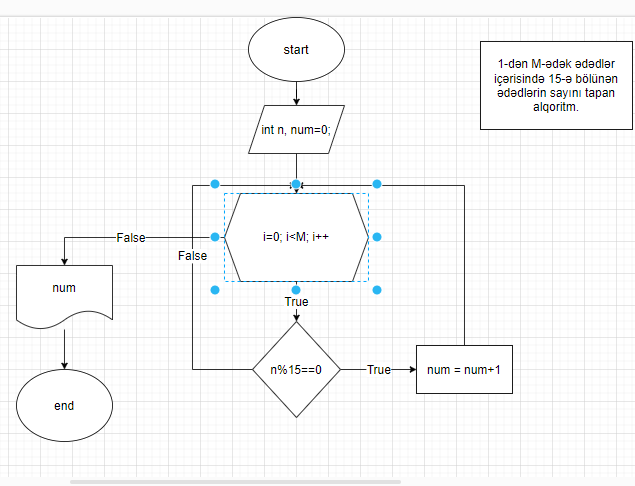 start
1-dən M-ədək ədədlər
içərisində 15-ə bölünən
ədədlərin sayını tapan
alqoritm.
int n, num=0;
i=0; i<M; i++
False
False
num
True
n%15==0
True
num = num+1
end